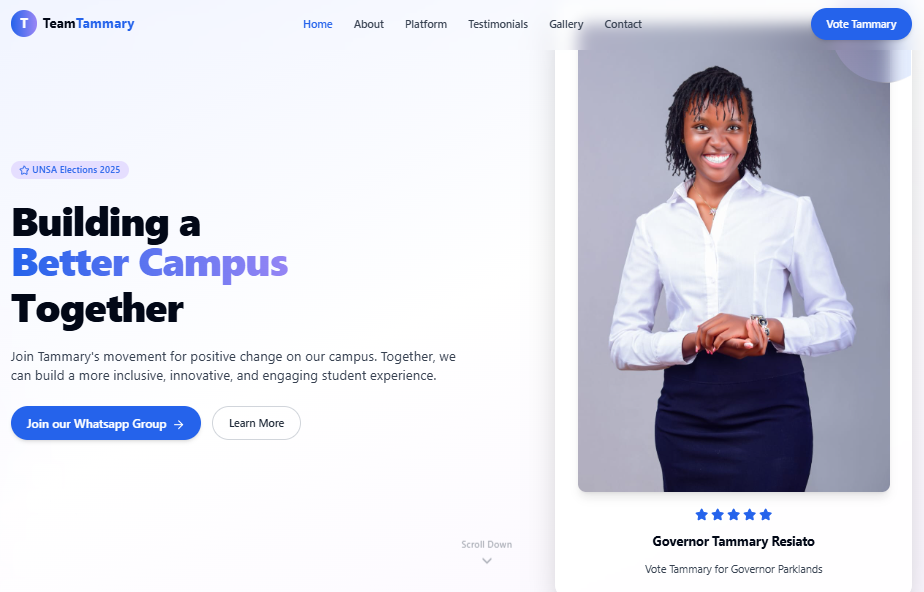 T TeamTammary
Home About Platform Testimonials Gallery Contact
Vote Tammary
UNSA Elections 2025
Building a
Better Campus
Together
Join Tammary's movement for positive change on our campus. Together, we
can build a more inclusive, innovative, and engaging student experience.
Join our Whatsapp Group →
Learn More
Scroll Down
Governor Tammary Resiato
Vote Tammary for Governor Parklands